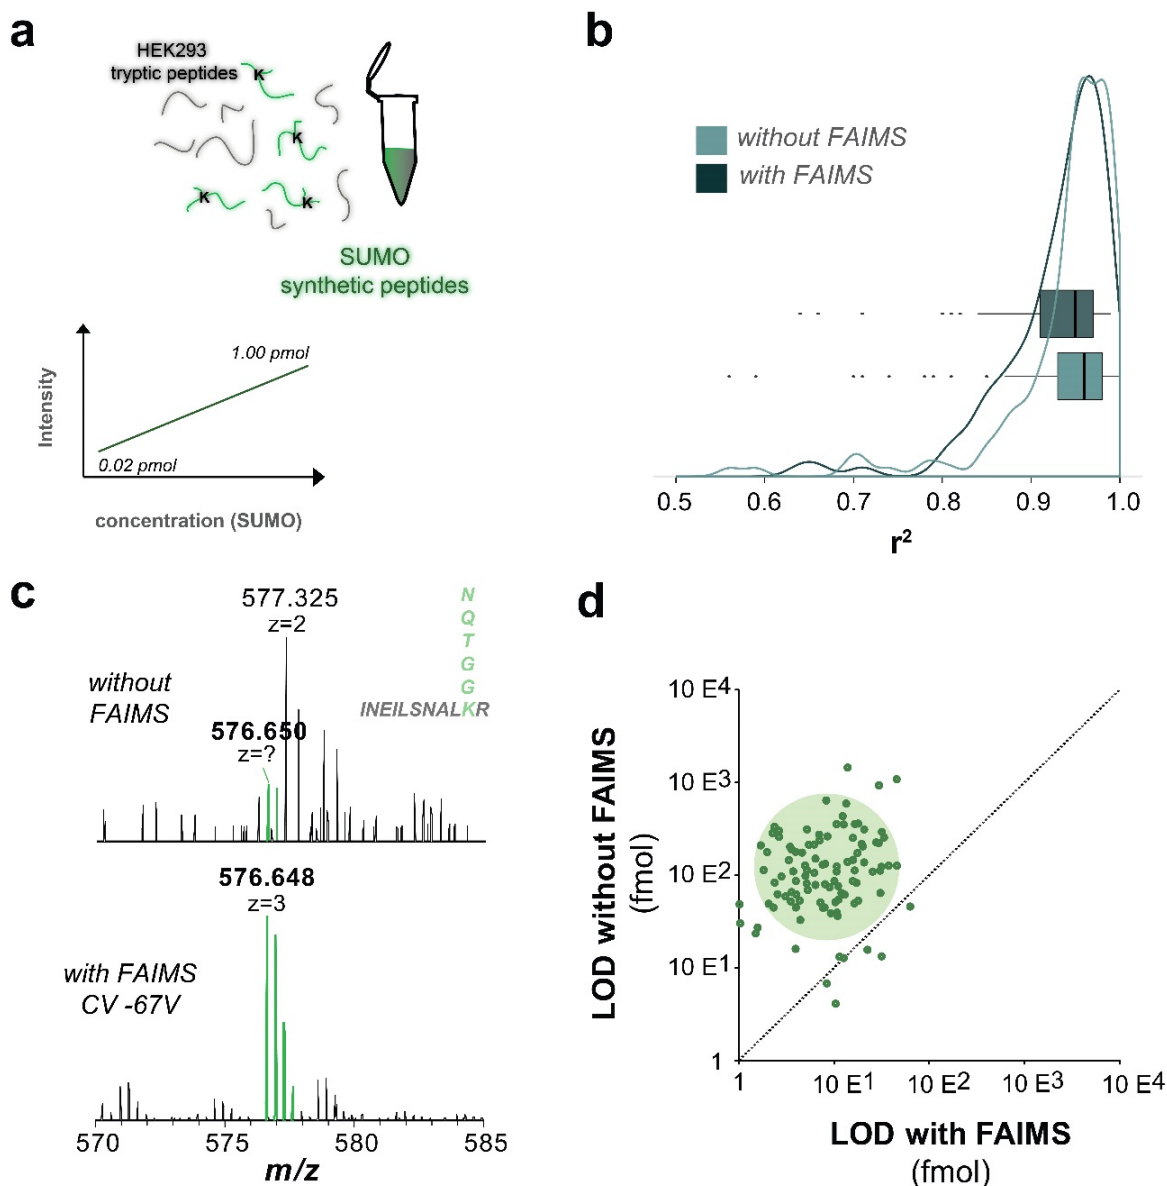 a
HEK293
tryptic peptides
K
K
K
K
SUMO
synthetic peptides
Intensity
1.00 pmol
0.02 pmol
concentration (SUMO)
b
without FAIMS
with FAIMS
0.5 0.6 0.7 0.8 0.9 1.0
r²
c
577.325
z=2
without
FAIMS
576.650
z=?
N
Q
T
G
G
INEILSNALKR
576.648
z=3
with FAIMS
CV -67V
570 575 580 585
m/z
d
LOD without FAIMS
(fmol)
10 E4
10 E3
10 E2
10 E1
1
1 10 E1 10 E2 10 E3 10 E4
LOD with FAIMS
(fmol)